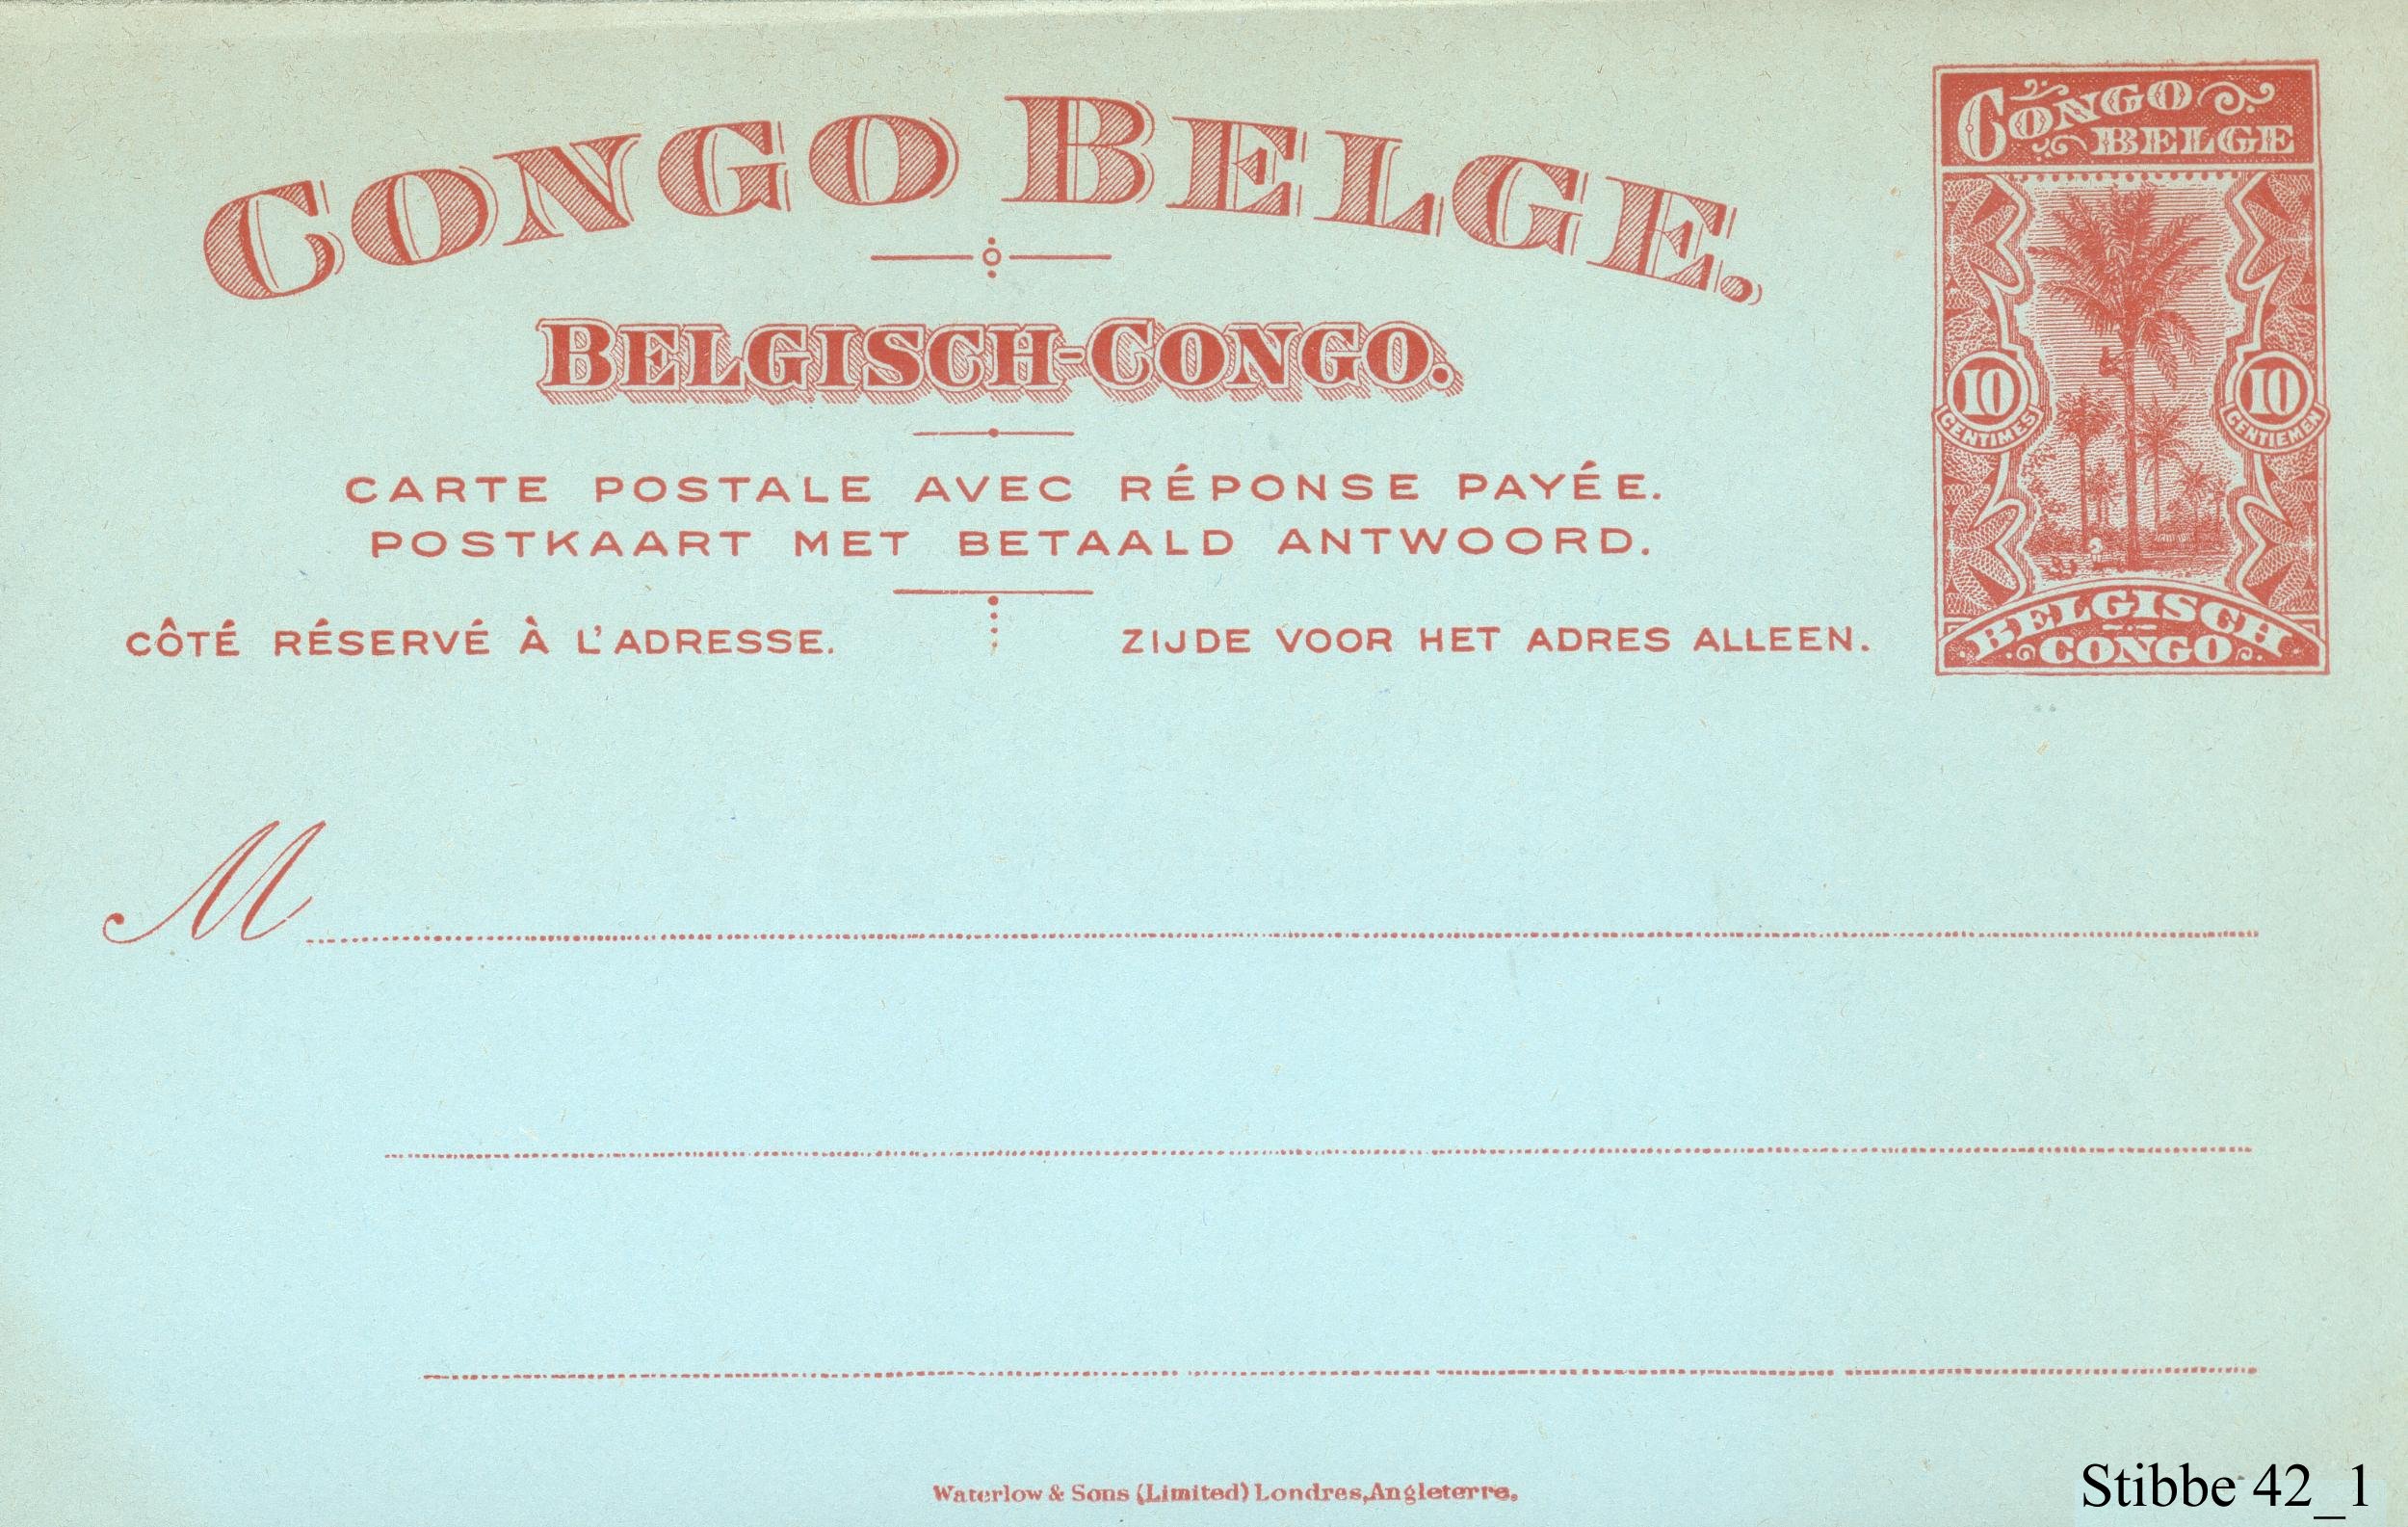 CONGO BELGE.
BELGISCH-CONGO.
CARTE POSTALE AVEC RÉPONSE PAYÉE.
POSTKAART MET BETAALD ANTWOORD.
CÔTÉ RÉSERVÉ À L'ADRESSE.
ZIJDE VOOR HET ADRES ALLEEN.
CONGO
BELGE
10
CENTIMES
10
CENTIEMEN
BELGISCH
CONGO
M
Waterlow & Sons (Limited) Londres, Angleterre.
Stibbe 42_1